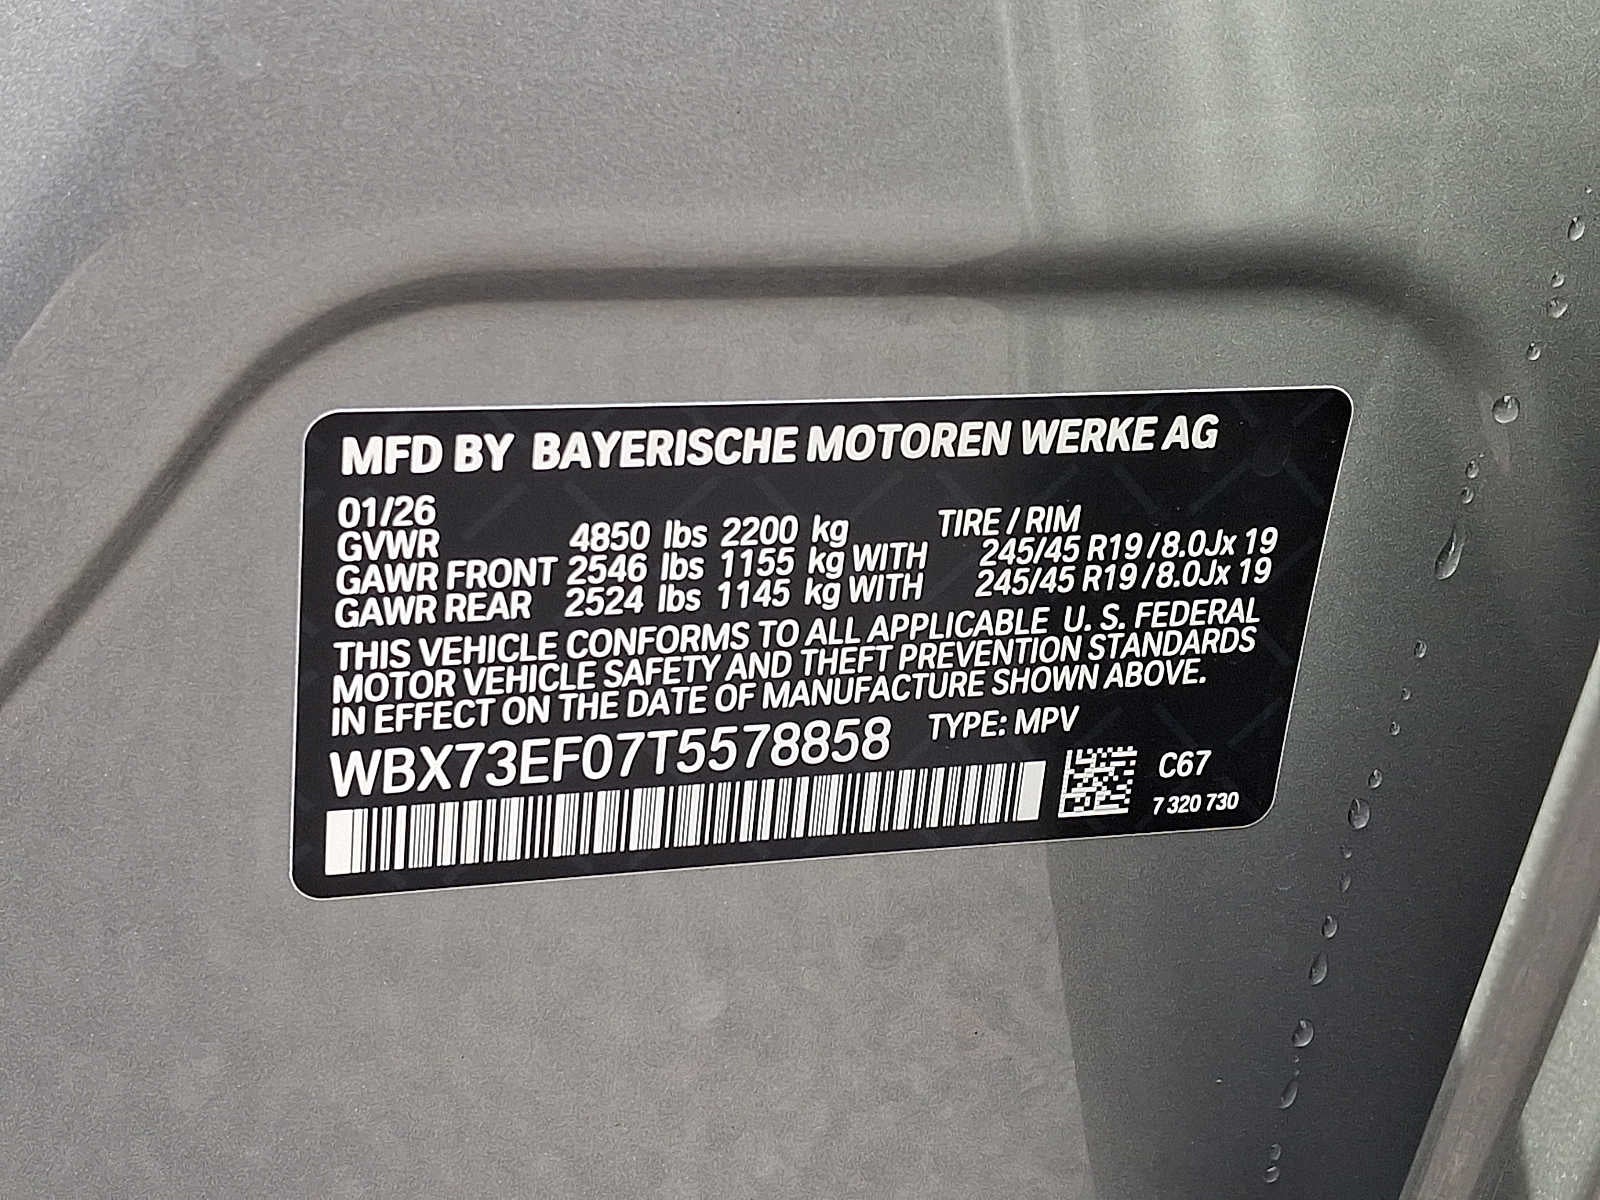 MFD BY BAYERISCHE MOTOREN WERKE AG
01/26
GVWR 4850 lbs 2200 kg TIRE / RIM
GAWR FRONT 2546 lbs 1155 kg WITH 245/45 R19 / 8.0Jx 19
GAWR REAR 2524 lbs 1145 kg WITH 245/45 R19 / 8.0Jx 19
THIS VEHICLE CONFORMS TO ALL APPLICABLE U. S. FEDERAL
MOTOR VEHICLE SAFETY AND THEFT PREVENTION STANDARDS
IN EFFECT ON THE DATE OF MANUFACTURE SHOWN ABOVE.
WBX73EF07T5578858 TYPE: MPV
C67
7 320 730